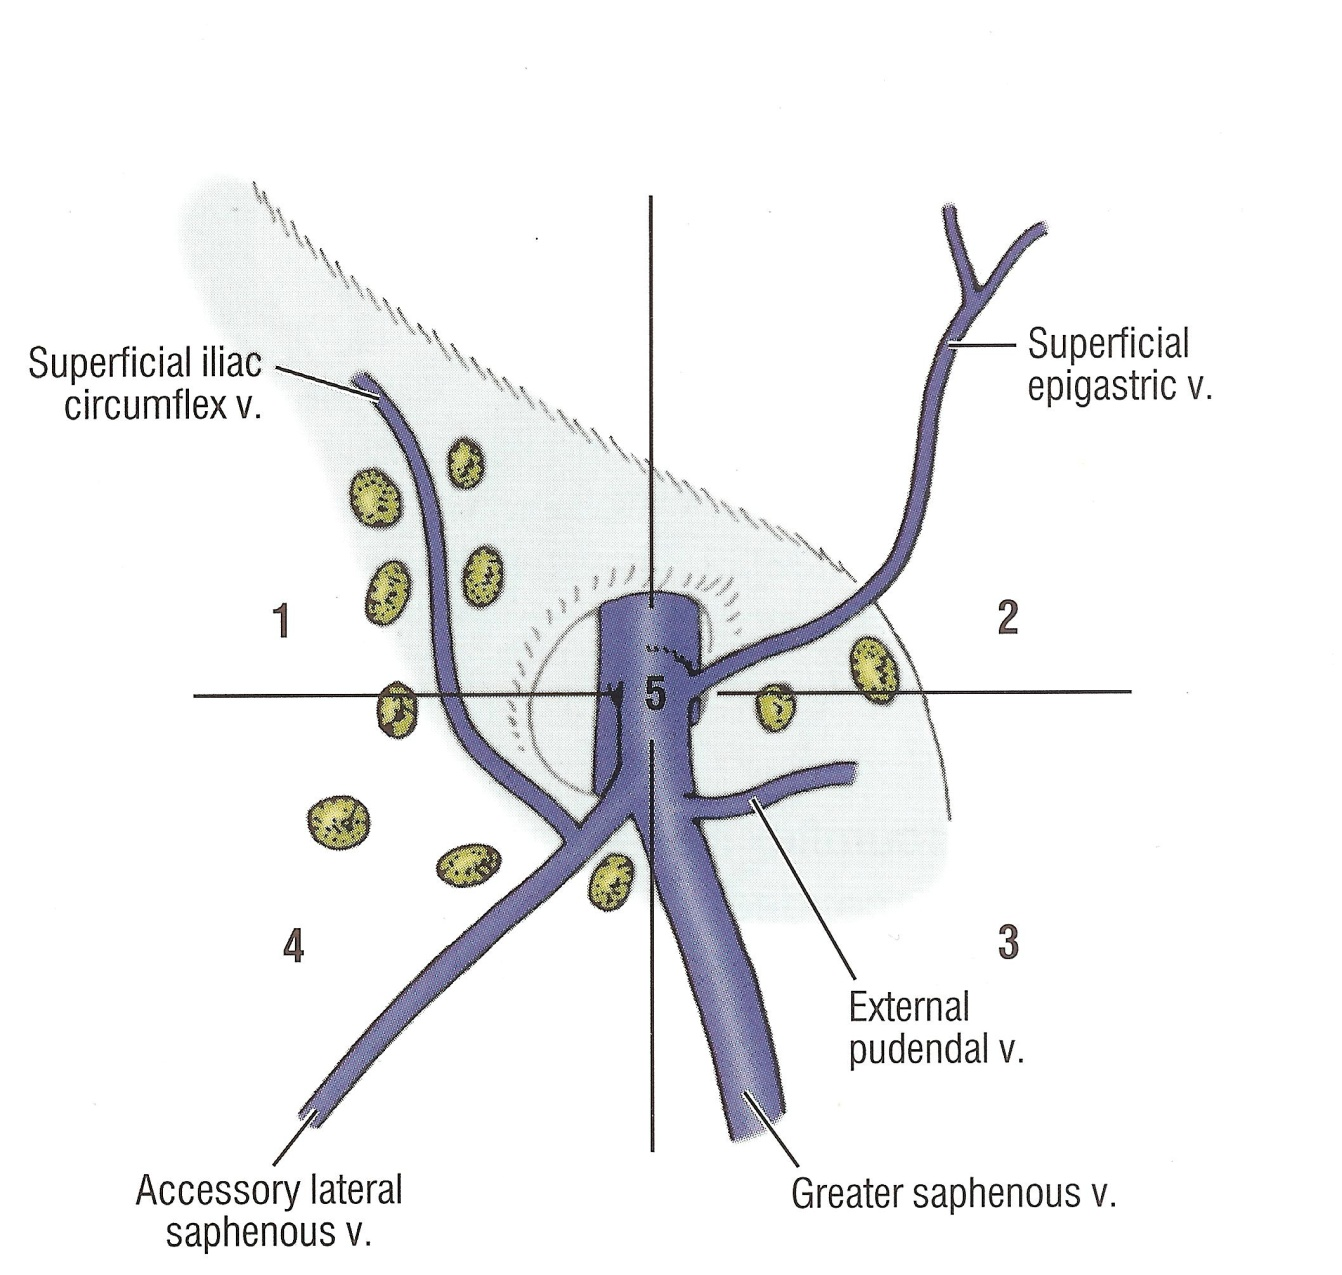 Superficial iliac
circumflex v.
Superficial
epigastric v.
1
2
5
4
3
External
pudendal v.
Accessory lateral
saphenous v.
Greater saphenous v.